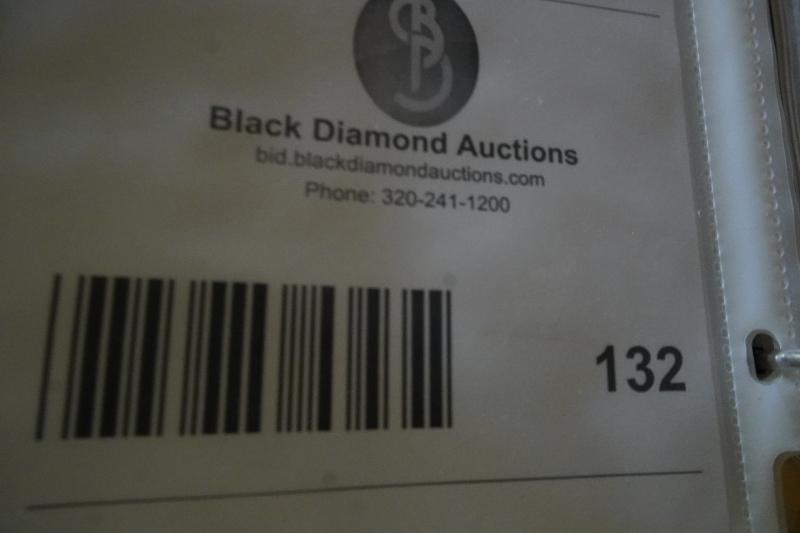 Black Diamond Auctions
bid.blackdiamondauctions.com
Phone: 320-241-1200
132